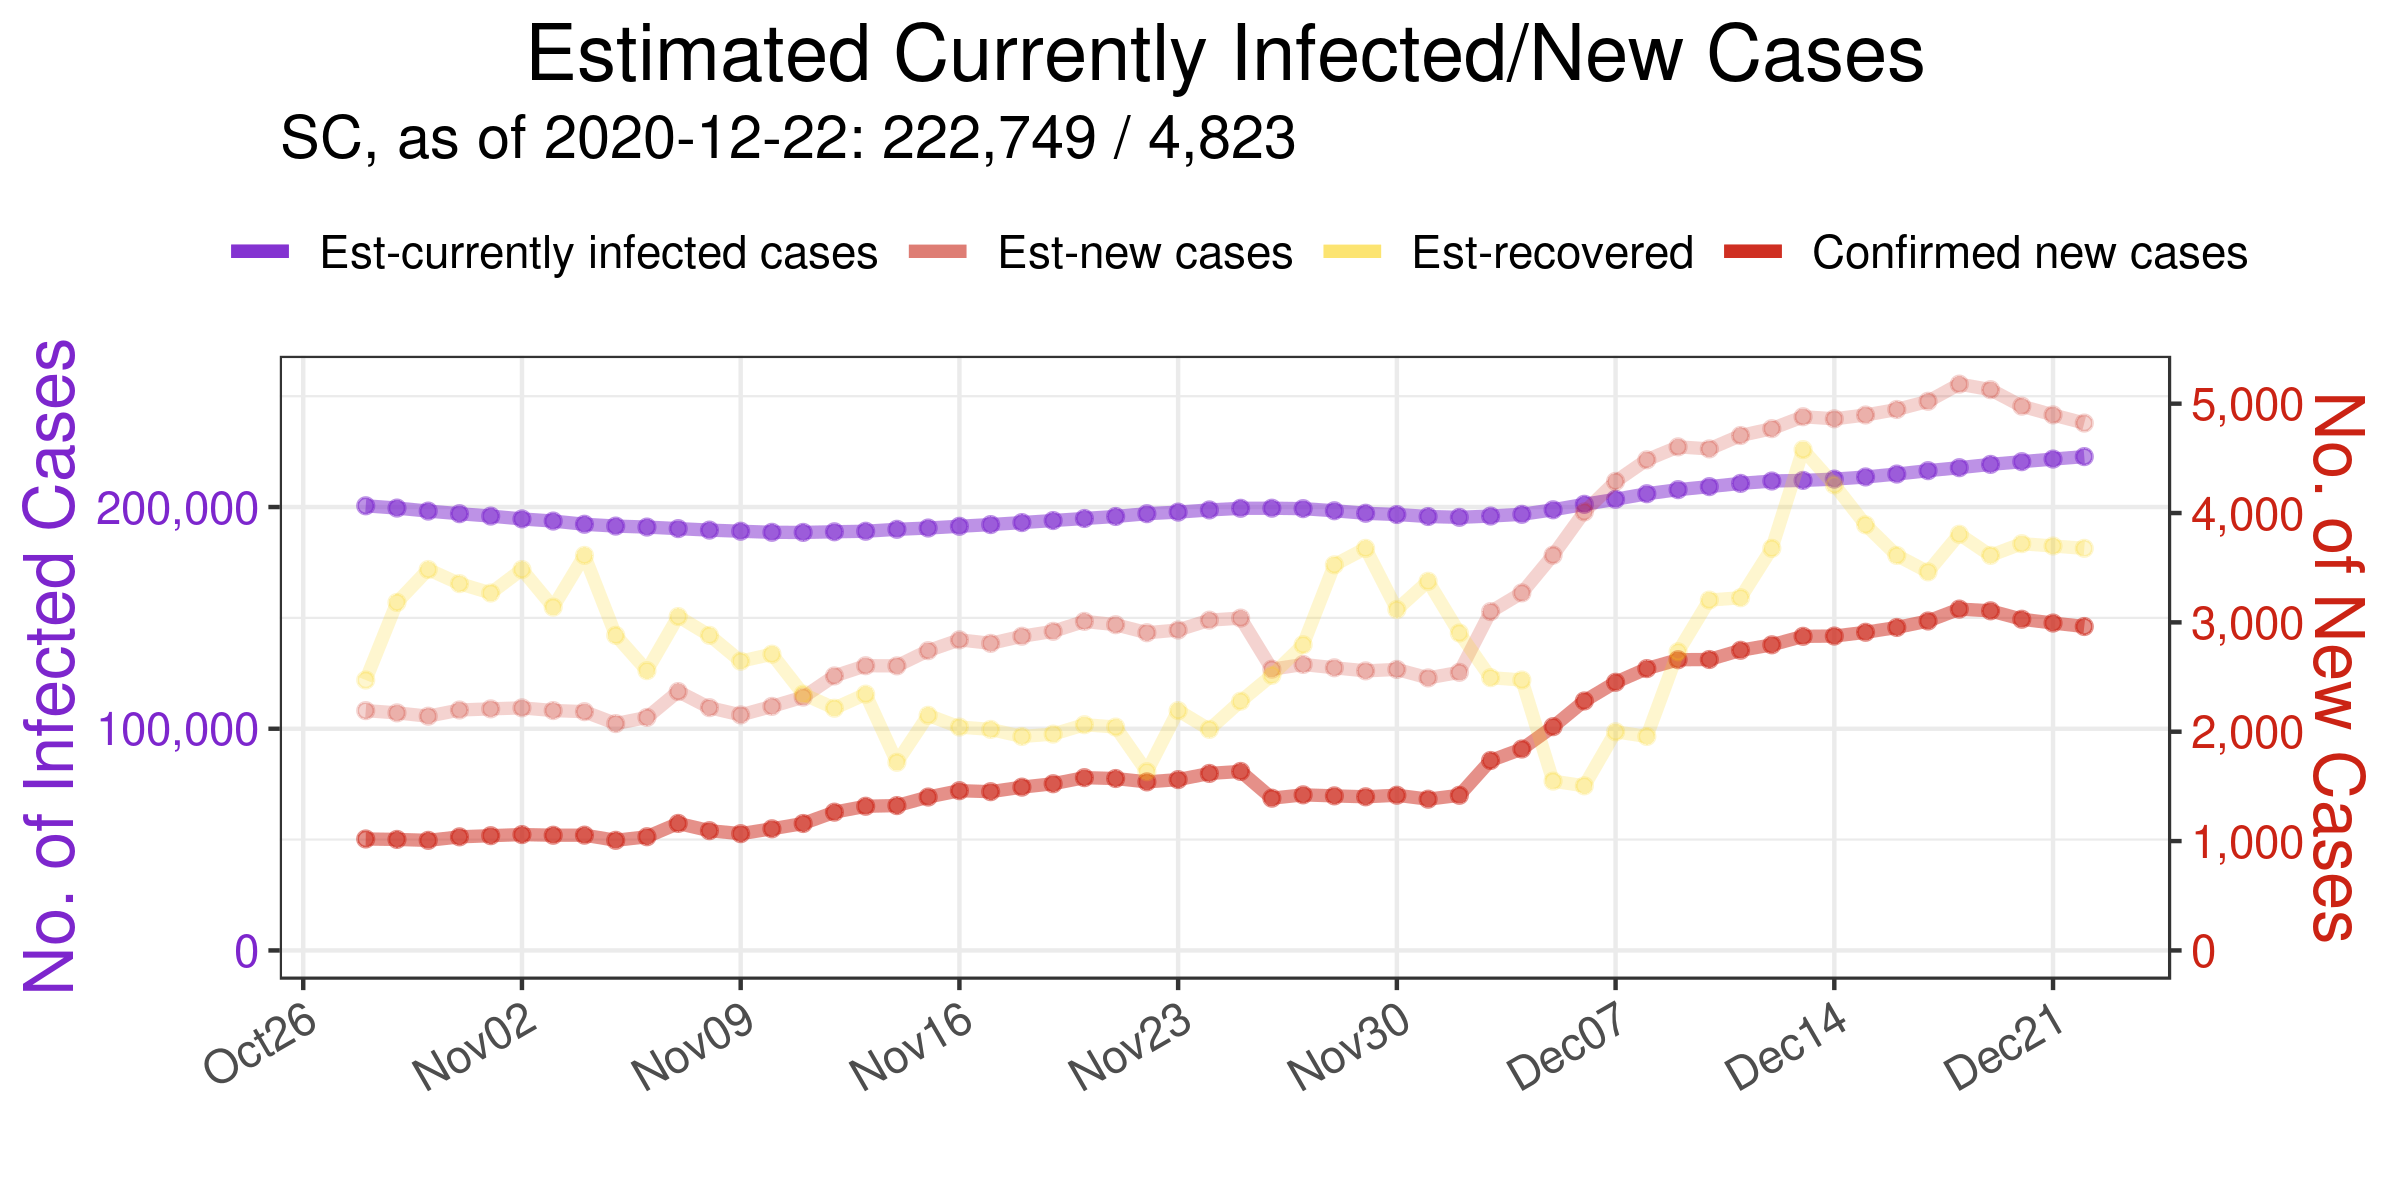 Estimated Currently Infected/New Cases
SC, as of 2020-12-22: 222,749 / 4,823
Est-currently infected cases Est-new cases Est-recovered Confirmed new cases
No. of Infected Cases
200,000
100,000
0
5,000
4,000
3,000
2,000
1,000
0
No. of New Cases
Oct26 Nov02 Nov09 Nov16 Nov23 Nov30 Dec07 Dec14 Dec21